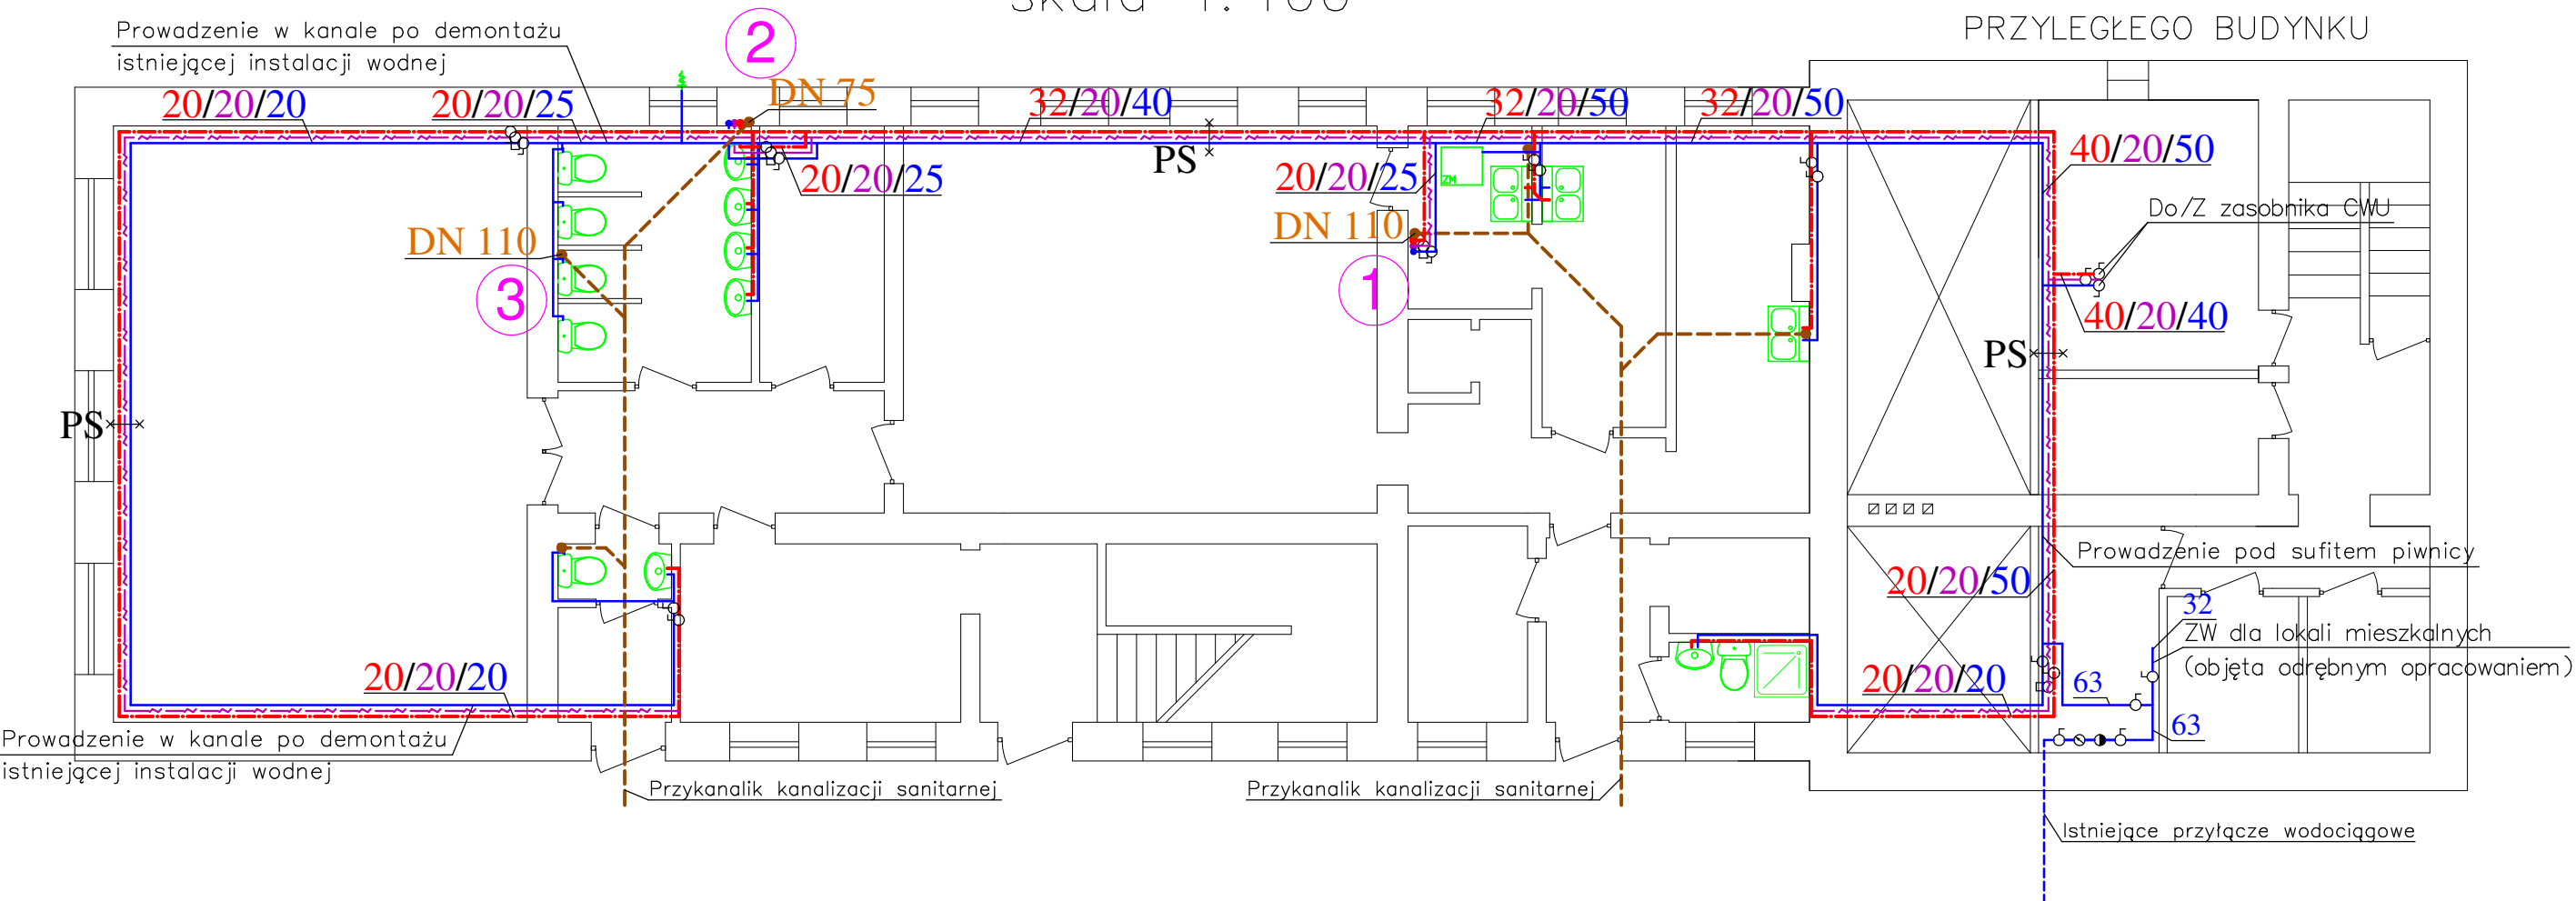 Skala 1:100
PRZYLEGŁEGO BUDYNKU
Prowadzenie w kanale po demontażu
istniejącej instalacji wodnej
2
DN 75
20/20/20
20/20/25
32/20/40
32/20/50
32/20/50
PS
20/20/25
20/20/25
ZM
40/20/50
Do/Z zasobnika CWU
DN 110
DN 110
3
1
40/20/40
PS
PS
Prowadzenie pod sufitem piwnicy
20/20/50
32
ZW dla lokali mieszkalnych
(objęta odrębnym opracowaniem)
20/20/20
20/20/20
63
63
Prowadzenie w kanale po demontażu
istniejącej instalacji wodnej
Przykanalik kanalizacji sanitarnej
Przykanalik kanalizacji sanitarnej
Istniejące przyłącze wodociągowe